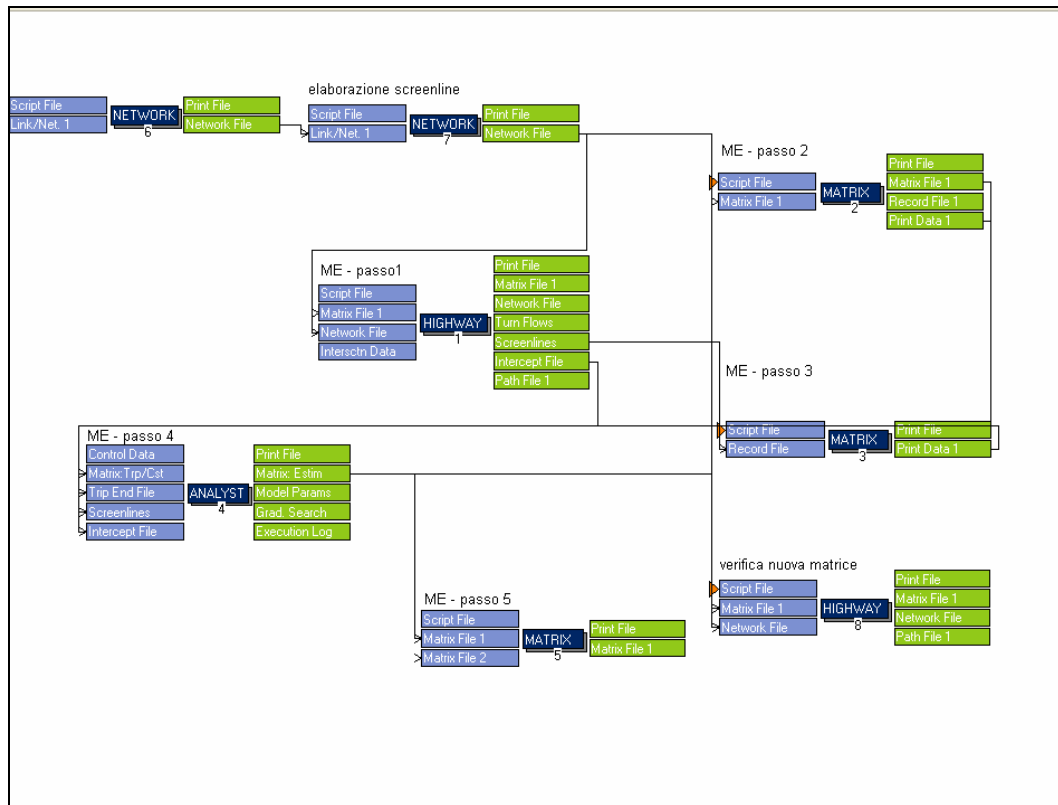 elaborazione screenline
Script File
Link/Net. 1
NETWORK
6
Print File
Network File
Script File
Link/Net. 1
NETWORK
7
Print File
Network File
ME - passo 2
Script File
Matrix File 1
MATRIX
2
Print File
Matrix File 1
Record File 1
Print Data 1
ME - passo1
Script File
Matrix File 1
Network File
Intersctn Data
HIGHWAY
1
Print File
Matrix File 1
Network File
Turn Flows
Screenlines
Intercept File
Path File 1
ME - passo 3
Script File
Record File
MATRIX
3
Print File
Print Data 1
ME - passo 4
Control Data
Matrix:Trp/Cst
Trip End File
Screenlines
Intercept File
ANALYST
4
Print File
Matrix: Estim
Model Params
Grad. Search
Execution Log
verifica nuova matrice
Script File
Matrix File 1
Network File
HIGHWAY
8
Print File
Matrix File 1
Network File
Path File 1
ME - passo 5
Script File
Matrix File 1
Matrix File 2
MATRIX
5
Print File
Matrix File 1